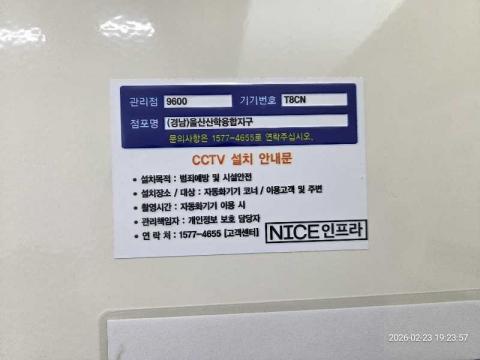 관리점 9600 기기번호 T8CN
점포명 (경남)울산산학융합지구
문의사항은 1577-4655로 연락주십시오.
CCTV 설치 안내문
• 설치목적 : 범죄예방 및 시설안전
• 설치장소 / 대상 : 자동화기기 코너 / 이용고객 및 주변
• 촬영시간 : 자동화기기 이용 시
• 관리책임자 : 개인정보 보호 담당자
• 연 락 처 : 1577-4655 [고객센터]
NICE인프라
2026-02-23 19:23:57